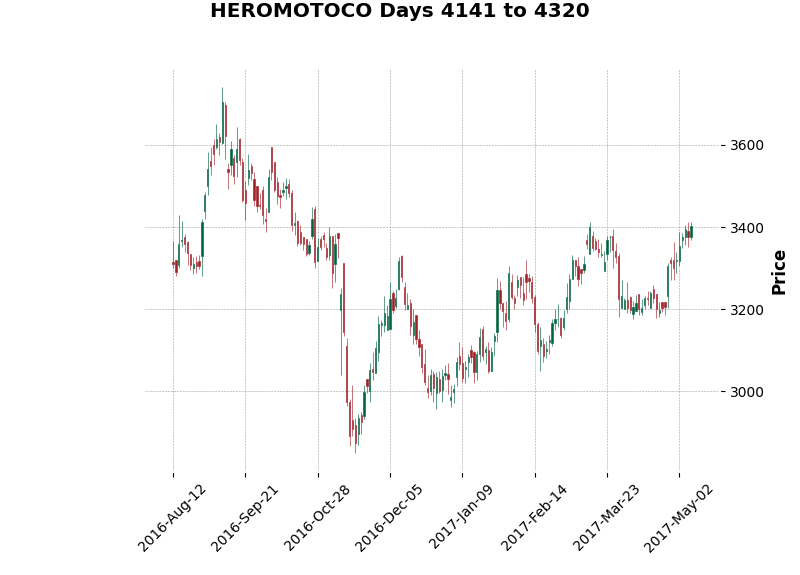 HEROMOTOCO Days 4141 to 4320
3600
3400
3200
3000
Price
2016-Aug-12
2016-Sep-21
2016-Oct-28
2016-Dec-05
2017-Jan-09
2017-Feb-14
2017-Mar-23
2017-May-02